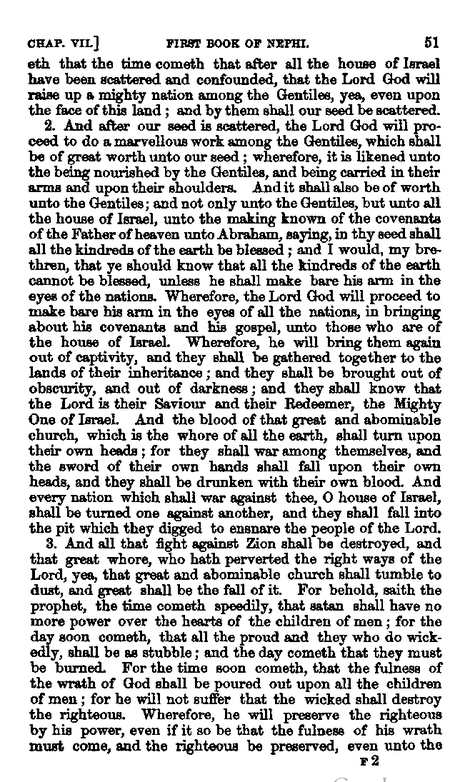 CHAP. VII.] FIRST BOOK OF NEPHI. 51
eth that the time cometh that after all the house of Israel
have been scattered and confounded, that the Lord God will
raise up a mighty nation among the Gentiles, yea, even upon
the face of this land; and by them shall our seed be scattered.
2. And after our seed is scattered, the Lord God will pro-
ceed to do a marvellous work among the Gentiles, which shall
be of great worth unto our seed; wherefore, it is likened unto
the being nourished by the Gentiles, and being carried in their
arms and upon their shoulders. And it shall also be of worth
unto the Gentiles; and not only unto the Gentiles, but unto all
the house of Israel, unto the making known of the covenants
of the Father of heaven unto Abraham, saying, in thy seed shall
all the kindreds of the earth be blessed; and I would, my bre-
thren, that ye should know that all the kindreds of the earth
cannot be blessed, unless he shall make bare his arm in the
eyes of the nations. Wherefore, the Lord God will proceed to
make bare his arm in the eyes of all the nations, in bringing
about his covenants and his gospel, unto those who are of
the house of Israel. Wherefore, he will bring them again
out of captivity, and they shall be gathered together to the
lands of their inheritance; and they shall be brought out of
obscurity, and out of darkness; and they shall know that
the Lord is their Saviour and their Redeemer, the Mighty
One of Israel. And the blood of that great and abominable
church, which is the whore of all the earth, shall turn upon
their own heads; for they shall war among themselves, and
the sword of their own hands shall fall upon their own
heads, and they shall be drunken with their own blood. And
every nation which shall war against thee, O house of Israel,
shall be turned one against another, and they shall fall into
the pit which they digged to ensnare the people of the Lord.
3. And all that fight against Zion shall be destroyed, and
that great whore, who hath perverted the right ways of the
Lord, yea, that great and abominable church shall tumble to
dust, and great shall be the fall of it. For behold, saith the
prophet, the time cometh speedily, that satan shall have no
more power over the hearts of the children of men; for the
day soon cometh, that all the proud and they who do wick-
edly, shall be as stubble; and the day cometh that they must
be burned. For the time soon cometh, that the fulness of
the wrath of God shall be poured out upon all the children
of men; for he will not suffer that the wicked shall destroy
the righteous. Wherefore, he will preserve the righteous
by his power, even if it so be that the fulness of his wrath
must come, and the righteous be preserved, even unto the
F 2